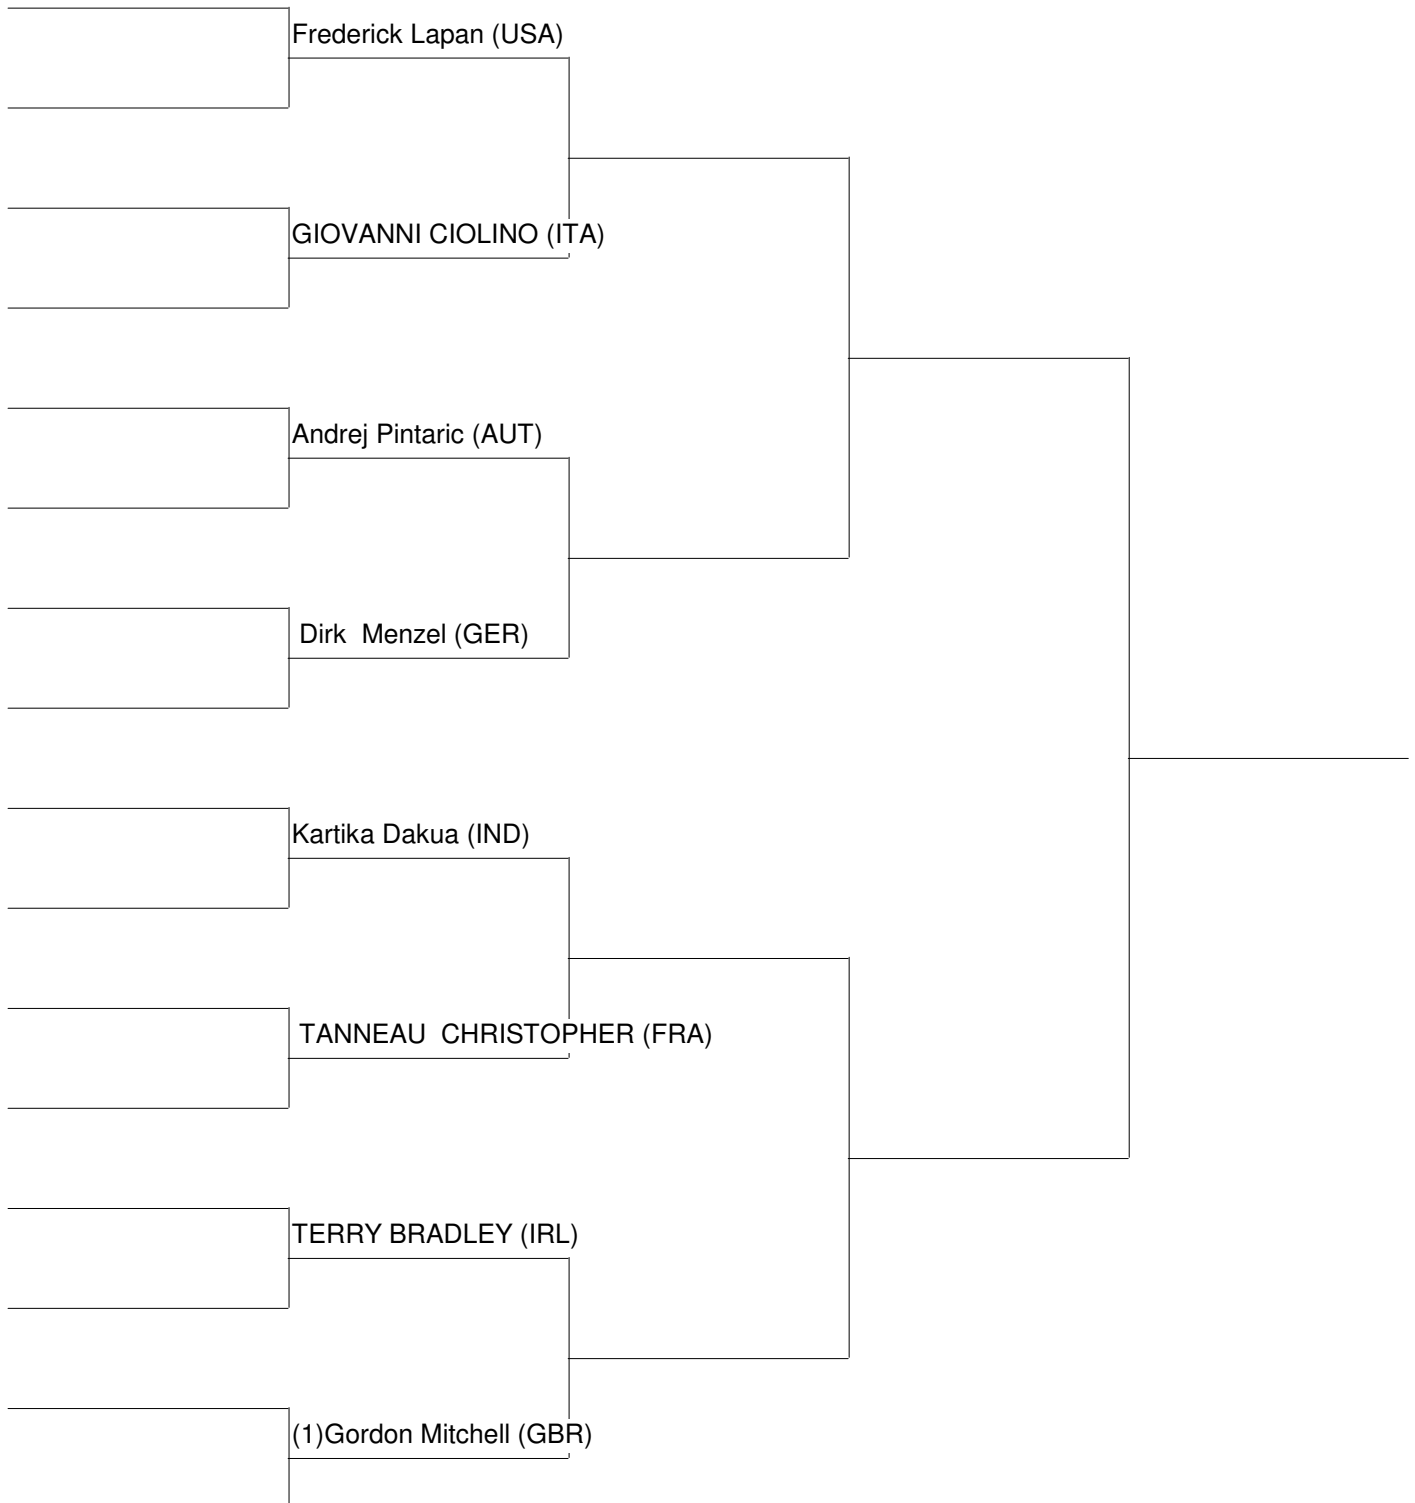 Frederick Lapan (USA)
GIOVANNI CIOLINO (ITA)
Andrej Pintaric (AUT)
Dirk  Menzel (GER)
Kartika Dakua (IND)
TANNEAU  CHRISTOPHER (FRA)
TERRY BRADLEY (IRL)
(1)Gordon Mitchell (GBR)